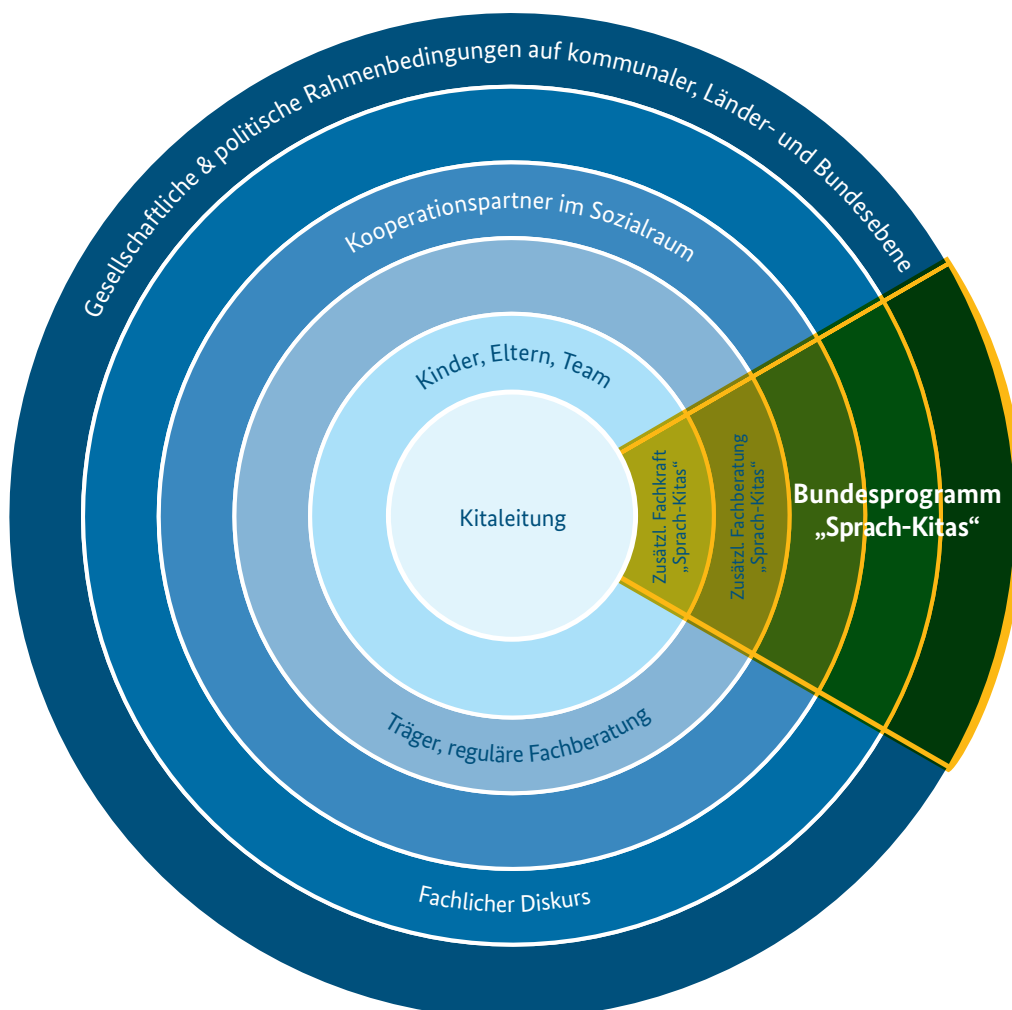 Gesellschaftliche & politische Rahmenbedingungen auf kommunaler, Länder- und Bundesebene
Kooperationspartner im Sozialraum
Kinder, Eltern, Team
Kitaleitung
Zusätzl. Fachkraft
„Sprach-Kitas“
Zusätzl. Fachberatung
„Sprach-Kitas“
Bundesprogramm
„Sprach-Kitas“
Träger, reguläre Fachberatung
Fachlicher Diskurs